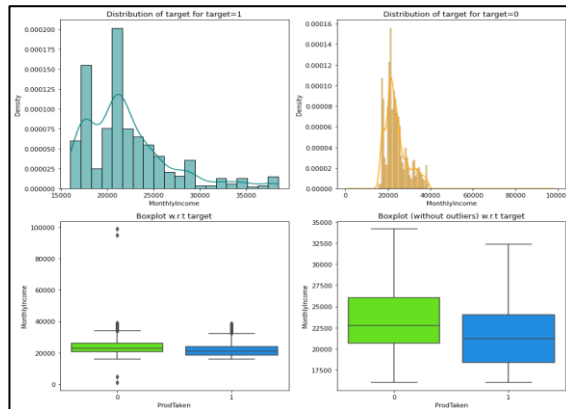 Distribution of target for target=1
0.000200
0.000175
0.000150
0.000125
0.000100
0.000075
0.000050
0.000025
0.000000
Density
15000 20000 25000 30000 35000
MonthlyIncome
Distribution of target for target=0
0.00016
0.00014
0.00012
0.00010
0.00008
0.00006
0.00004
0.00002
0.00000
Density
0 20000 40000 60000 80000 100000
MonthlyIncome
Boxplot w.r.t target
100000
80000
60000
40000
20000
0
MonthlyIncome
0 1
ProdTaken
Boxplot (without outliers) w.r.t target
35000
32500
30000
27500
25000
22500
20000
17500
MonthlyIncome
0 1
ProdTaken